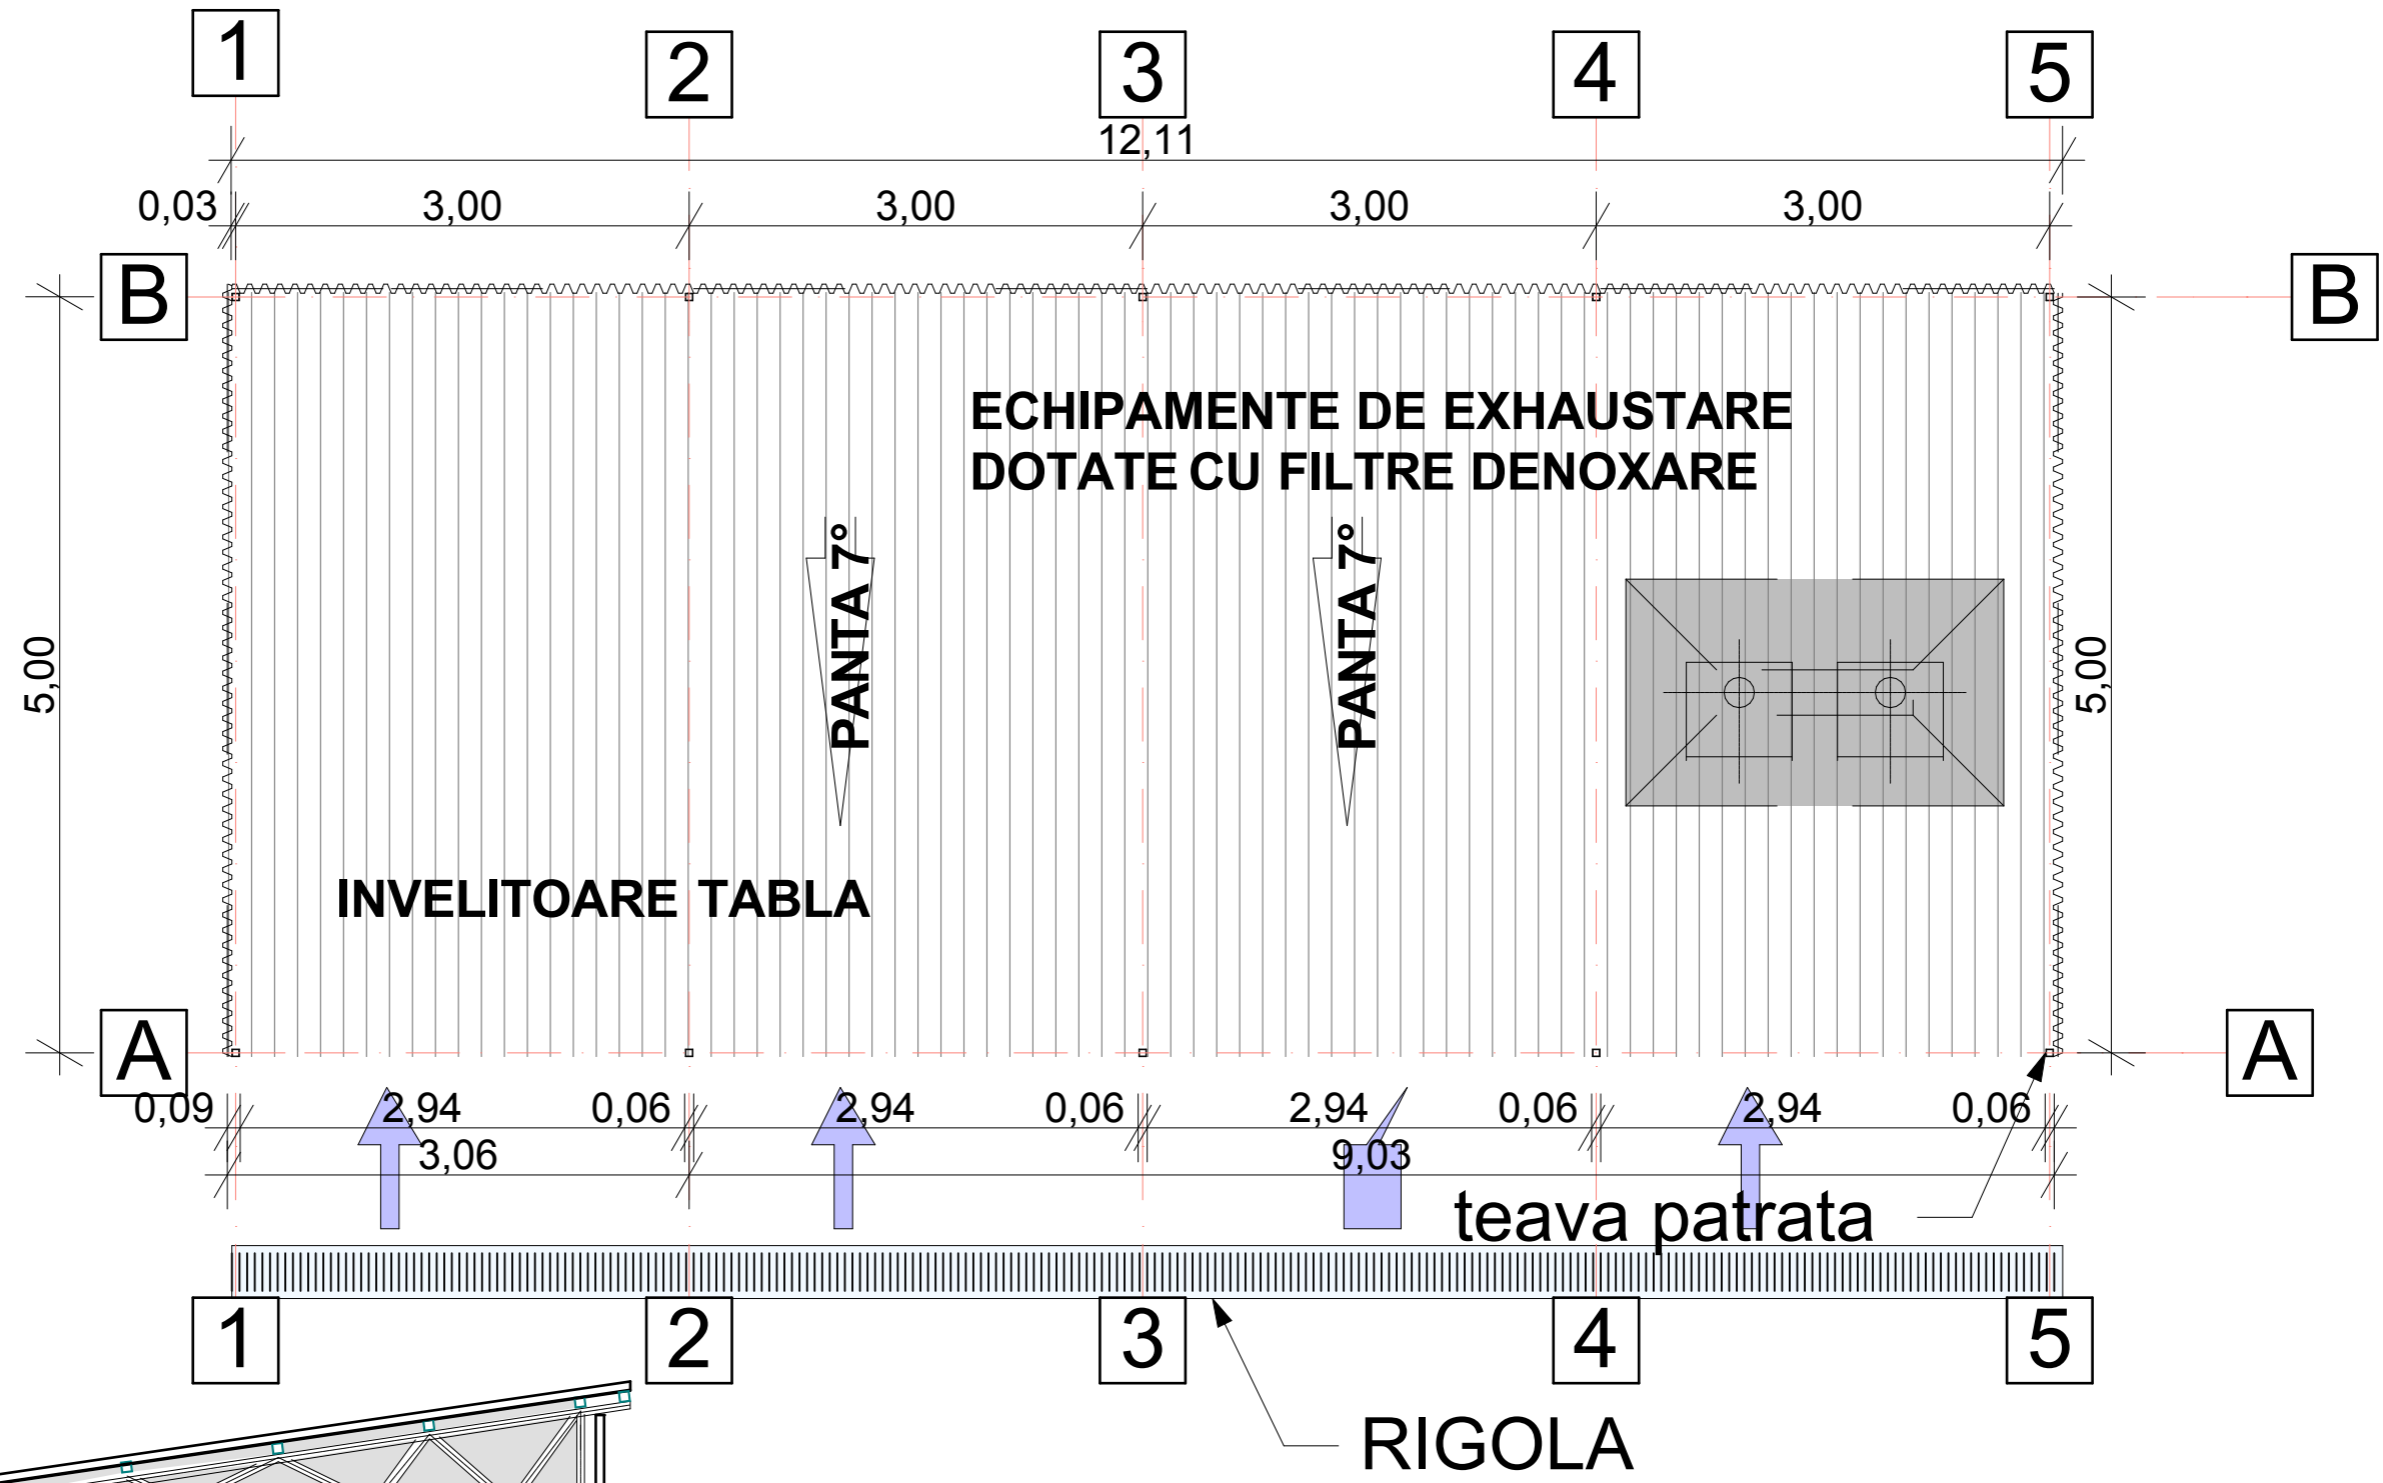 1
2
3
4
5
12,11
0,03
3,00
3,00
3,00
3,00
B
B
ECHIPAMENTE DE EXHAUSTARE
DOTATE CU FILTRE DENOXARE
PANTA 7°
PANTA 7°
5,00
5,00
INVELITOARE TABLA
A
A
0,09
2,94
0,06
2,94
0,06
2,94
0,06
2,94
0,06
3,06
9,03
teava patrata
1
2
3
4
5
RIGOLA